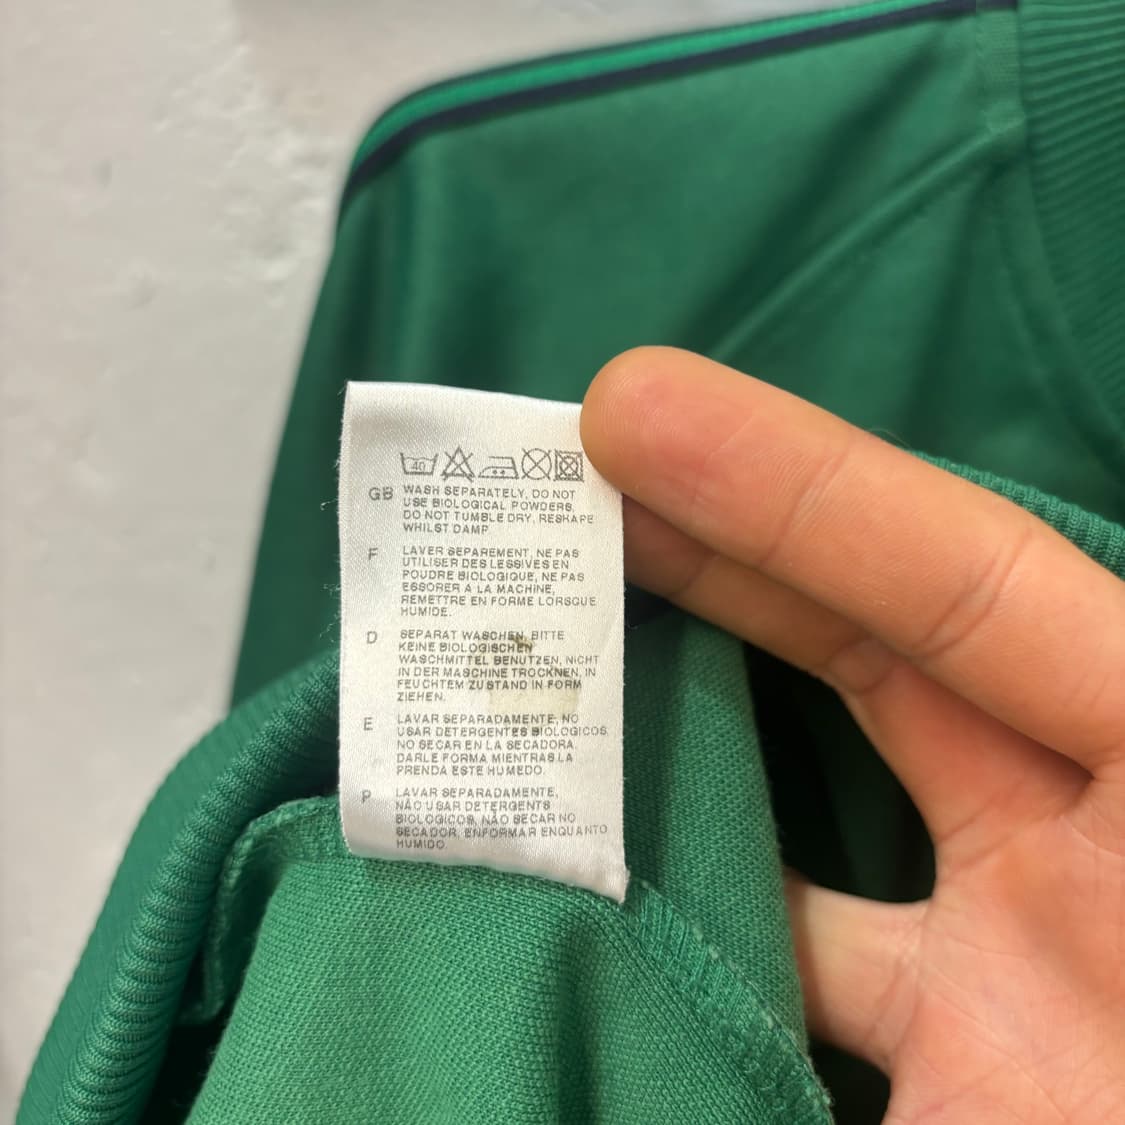 40
GB WASH SEPARATELY, DO NOT
USE BIOLOGICAL POWDERS,
DO NOT TUMBLE DRY, RESHAPE
WHILST DAMP
F LAVER SEPAREMENT, NE PAS
UTILISER DES LESSIVES EN
POUDRE BIOLOGIQUE, NE PAS
ESSORER A LA MACHINE,
REMETTRE EN FORME LORSQUE
HUMIDE.
D SEPARAT WASCHEN, BITTE
KEINE BIOLOGISCHEN
WASCHMITTEL BENUTZEN, NICHT
IN DER MASCHINE TROCKNEN, IN
FEUCHTEM ZUSTAND IN FORM
ZIEHEN.
E LAVAR SEPARADAMENTE, NO
USAR DETERGENTES BIOLOGICOS
NO SECAR EN LA SECADORA.
DARLE FORMA MIENTRAS LA
PRENDA ESTE HUMEDO.
P LAVAR SEPARADAMENTE,
NÃO USAR DETERGENTS
BIOLOGICOS, NÃO SECAR NO
SECADOR, ENFORMAR ENQUANTO
HUMIDO.